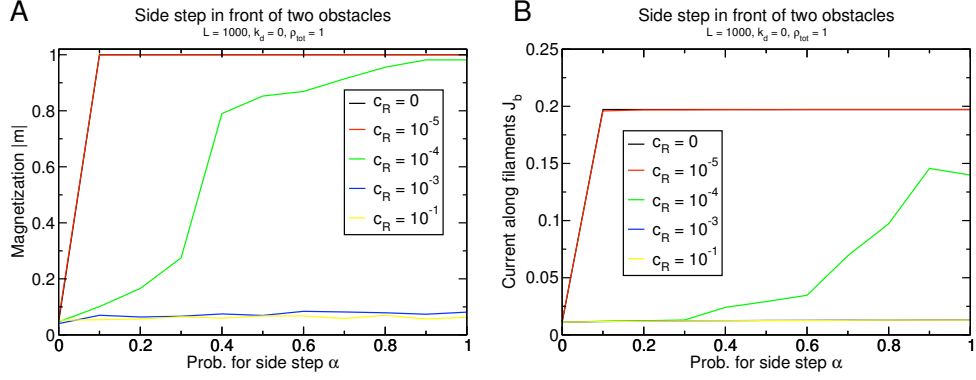 A
Side step in front of two obstacles
L = 1000, k_d = 0, ρ_tot = 1
Magnetization |m|
1
0.8
0.6
0.4
0.2
0
c_R = 0
c_R = 10^-5
c_R = 10^-4
c_R = 10^-3
c_R = 10^-1
0 0.2 0.4 0.6 0.8 1
Prob. for side step α
B
Side step in front of two obstacles
L = 1000, k_d = 0, ρ_tot = 1
Current along filaments J_b
0.25
0.2
0.15
0.1
0.05
0
c_R = 0
c_R = 10^-5
c_R = 10^-4
c_R = 10^-3
c_R = 10^-1
0 0.2 0.4 0.6 0.8 1
Prob. for side step α